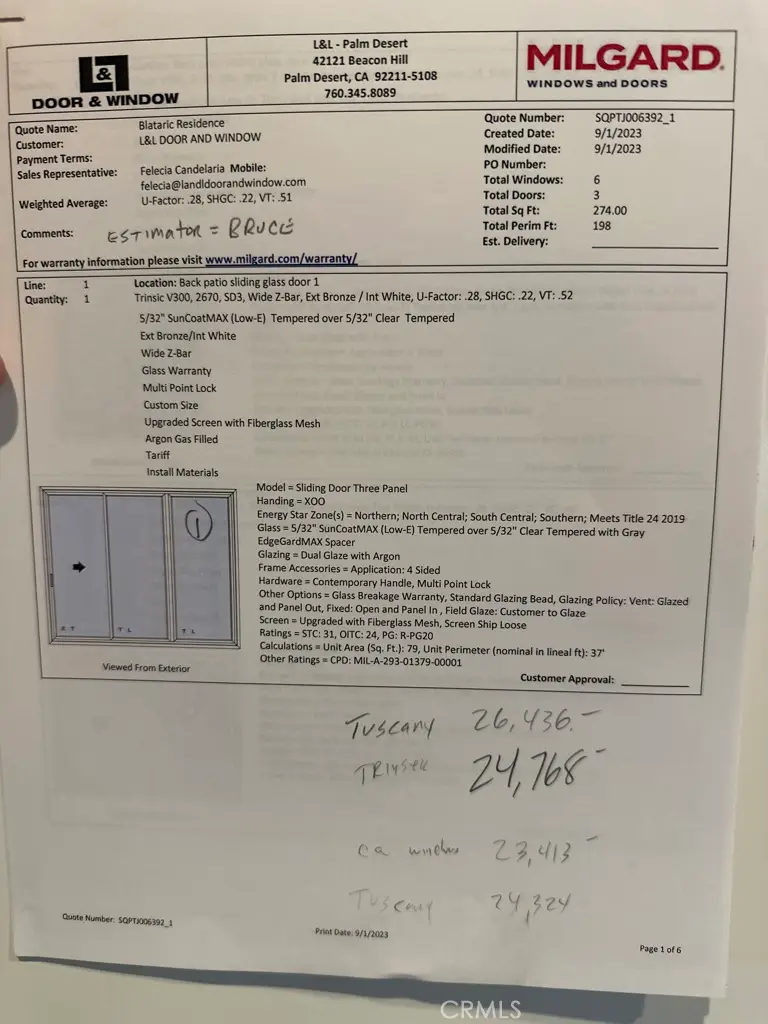 L&L
DOOR & WINDOW
L&L - Palm Desert
42121 Beacon Hill
Palm Desert, CA 92211-5108
760.345.8089
MILGARD.
WINDOWS and DOORS
Quote Name: Blataric Residence
Customer: L&L DOOR AND WINDOW
Payment Terms:
Sales Representative: Felecia Candelaria Mobile:
felecia@landldoorandwindow.com
Weighted Average: U-Factor: .28, SHGC: .22, VT: .51
Comments: ESTIMATOR = BRUCE
Quote Number: SQPTJ006392_1
Created Date: 9/1/2023
Modified Date: 9/1/2023
PO Number:
Total Windows: 6
Total Doors: 3
Total Sq Ft: 274.00
Total Perim Ft: 198
Est. Delivery:
For warranty information please visit www.milgard.com/warranty/
Line: 1 Location: Back patio sliding glass door 1
Quantity: 1 Trinsic V300, 2670, SD3, Wide Z-Bar, Ext Bronze / Int White, U-Factor: .28, SHGC: .22, VT: .52
5/32" SunCoatMAX (Low-E) Tempered over 5/32" Clear Tempered
Ext Bronze/Int White
Wide Z-Bar
Glass Warranty
Multi Point Lock
Custom Size
Upgraded Screen with Fiberglass Mesh
Argon Gas Filled
Tariff
Install Materials
1
X T
T L
T L
Viewed From Exterior
Model = Sliding Door Three Panel
Handing = XOO
Energy Star Zone(s) = Northern; North Central; South Central; Southern; Meets Title 24 2019
Glass = 5/32" SunCoatMAX (Low-E) Tempered over 5/32" Clear Tempered with Gray
EdgeGardMAX Spacer
Glazing = Dual Glaze with Argon
Frame Accessories = Application: 4 Sided
Hardware = Contemporary Handle, Multi Point Lock
Other Options = Glass Breakage Warranty, Standard Glazing Bead, Glazing Policy: Vent: Glazed
and Panel Out, Fixed: Open and Panel In , Field Glaze: Customer to Glaze
Screen = Upgraded with Fiberglass Mesh, Screen Ship Loose
Ratings = STC: 31, OITC: 24, PG: R-PG20
Calculations = Unit Area (Sq. Ft.): 79, Unit Perimeter (nominal in lineal ft): 37'
Other Ratings = CPD: MIL-A-293-01379-00001
Customer Approval:
Tuscany 26,436.-
24,768-
ca 23,413-
Tuscany 24,324
Quote Number: SQPTJ006392_1
Print Date: 9/1/2023
Page 1 of 6
CRMLS